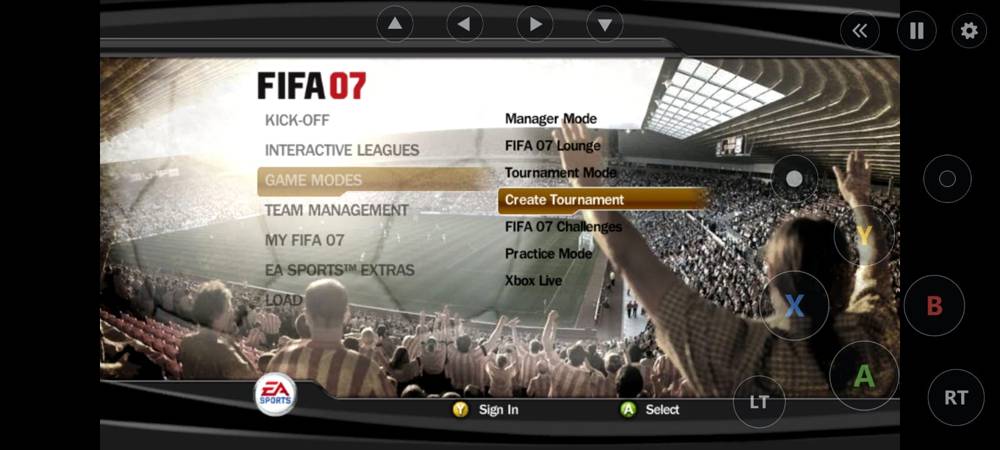 FIFA 07
KICK-OFF
INTERACTIVE LEAGUES
GAME MODES
TEAM MANAGEMENT
MY FIFA 07
EA SPORTS™ EXTRAS
LOAD
Manager Mode
FIFA 07 Lounge
Tournament Mode
Create Tournament
FIFA 07 Challenges
Practice Mode
Xbox Live
Y
X
B
A
LT
RT
EA
SPORTS
Y Sign In
A Select